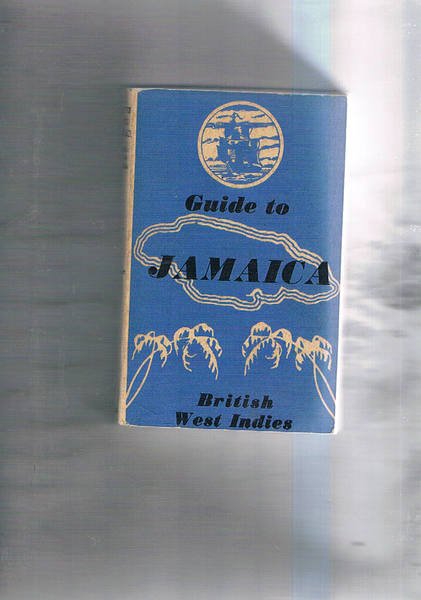 Guide to
JAMAICA
British
West Indies